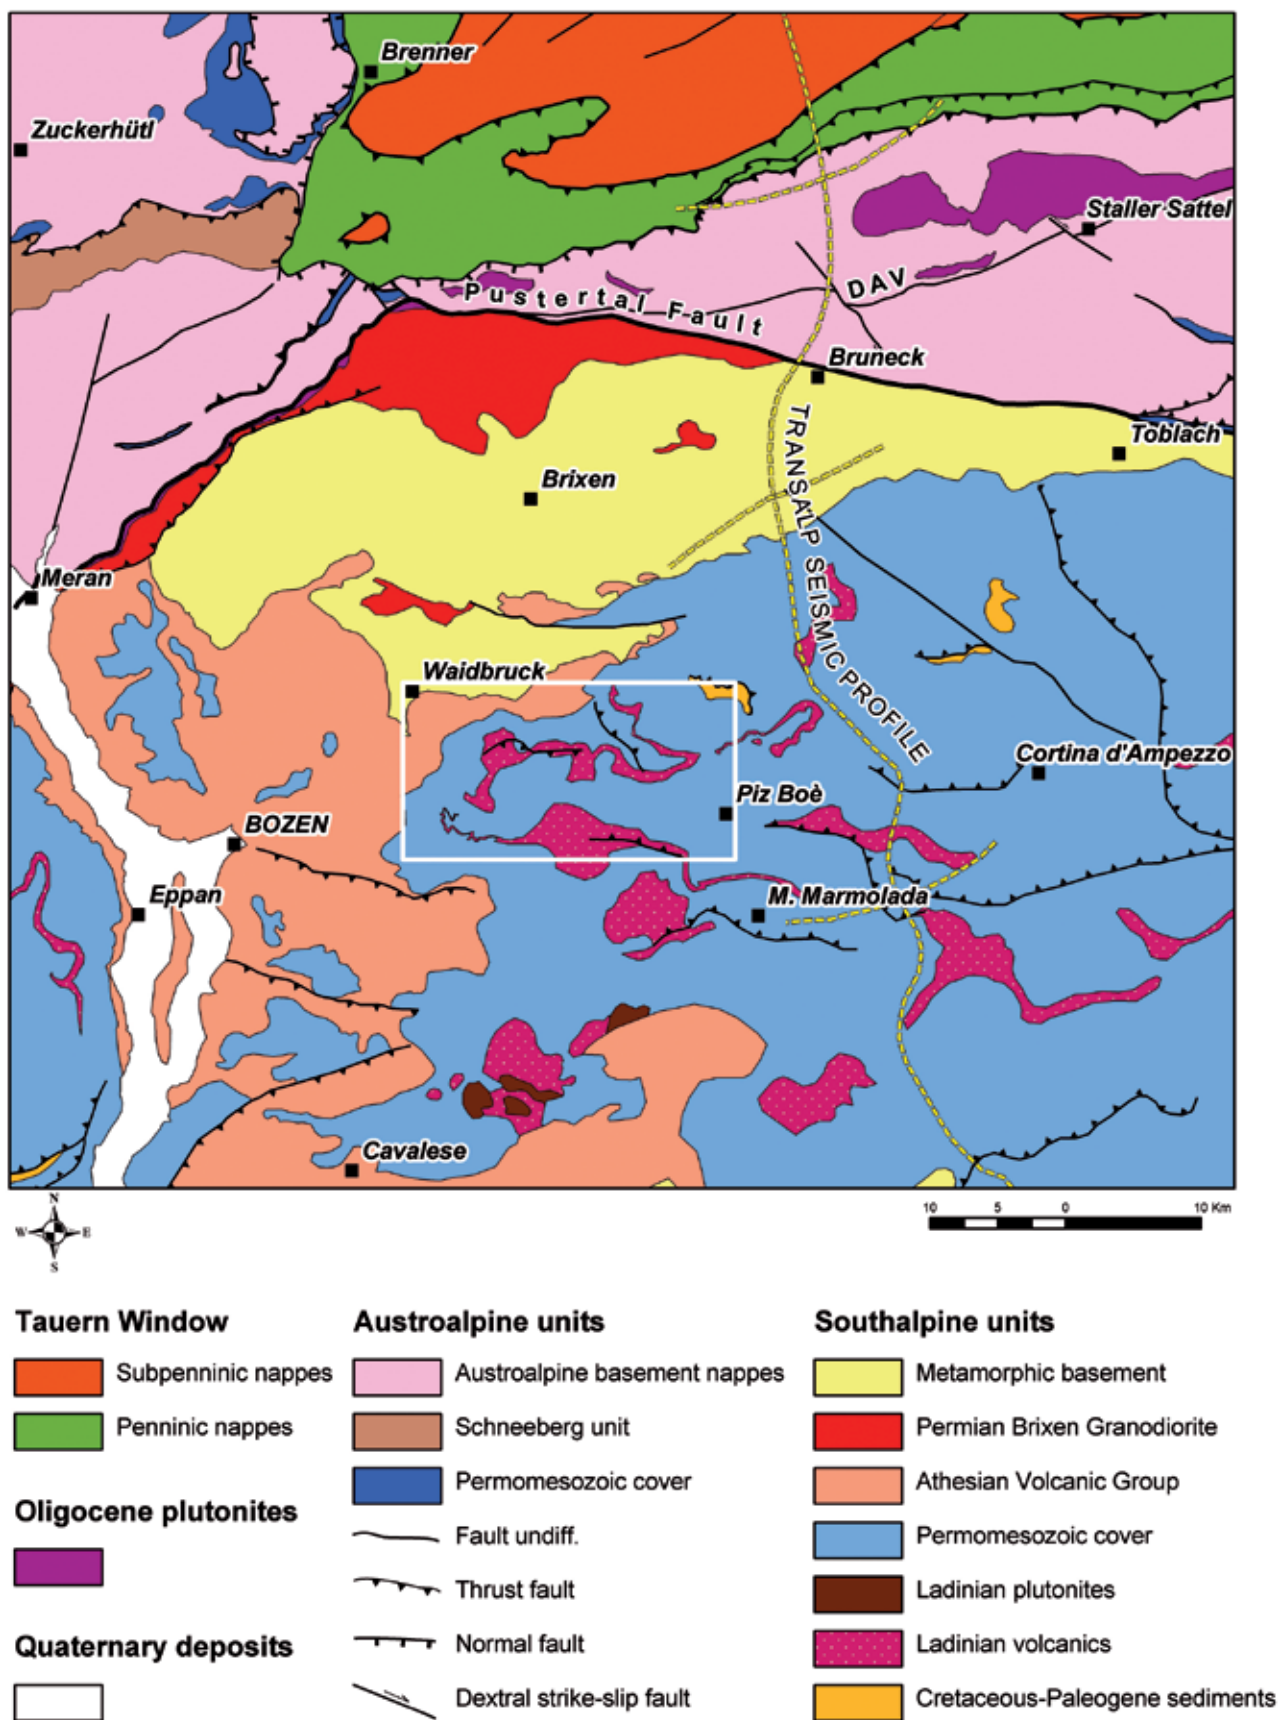 Brenner
Zuckerhütl
Staller Sattel
DAV
Pustertal Fault
Bruneck
Toblach
Brixen
TRANSALP SEISMIC PROFILE
Meran
Waidbruck
Cortina d'Ampezzo
Piz Boè
BOZEN
Eppan
M. Marmolada
Cavalese
N
W E
S
10 5 0 10 Km
Tauern Window
Subpenninic nappes
Penninic nappes
Oligocene plutonites
Quaternary deposits
Austroalpine units
Austroalpine basement nappes
Schneeberg unit
Permomesozoic cover
Fault undiff.
Thrust fault
Normal fault
Dextral strike-slip fault
Southalpine units
Metamorphic basement
Permian Brixen Granodiorite
Athesian Volcanic Group
Permomesozoic cover
Ladinian plutonites
Ladinian volcanics
Cretaceous-Paleogene sediments